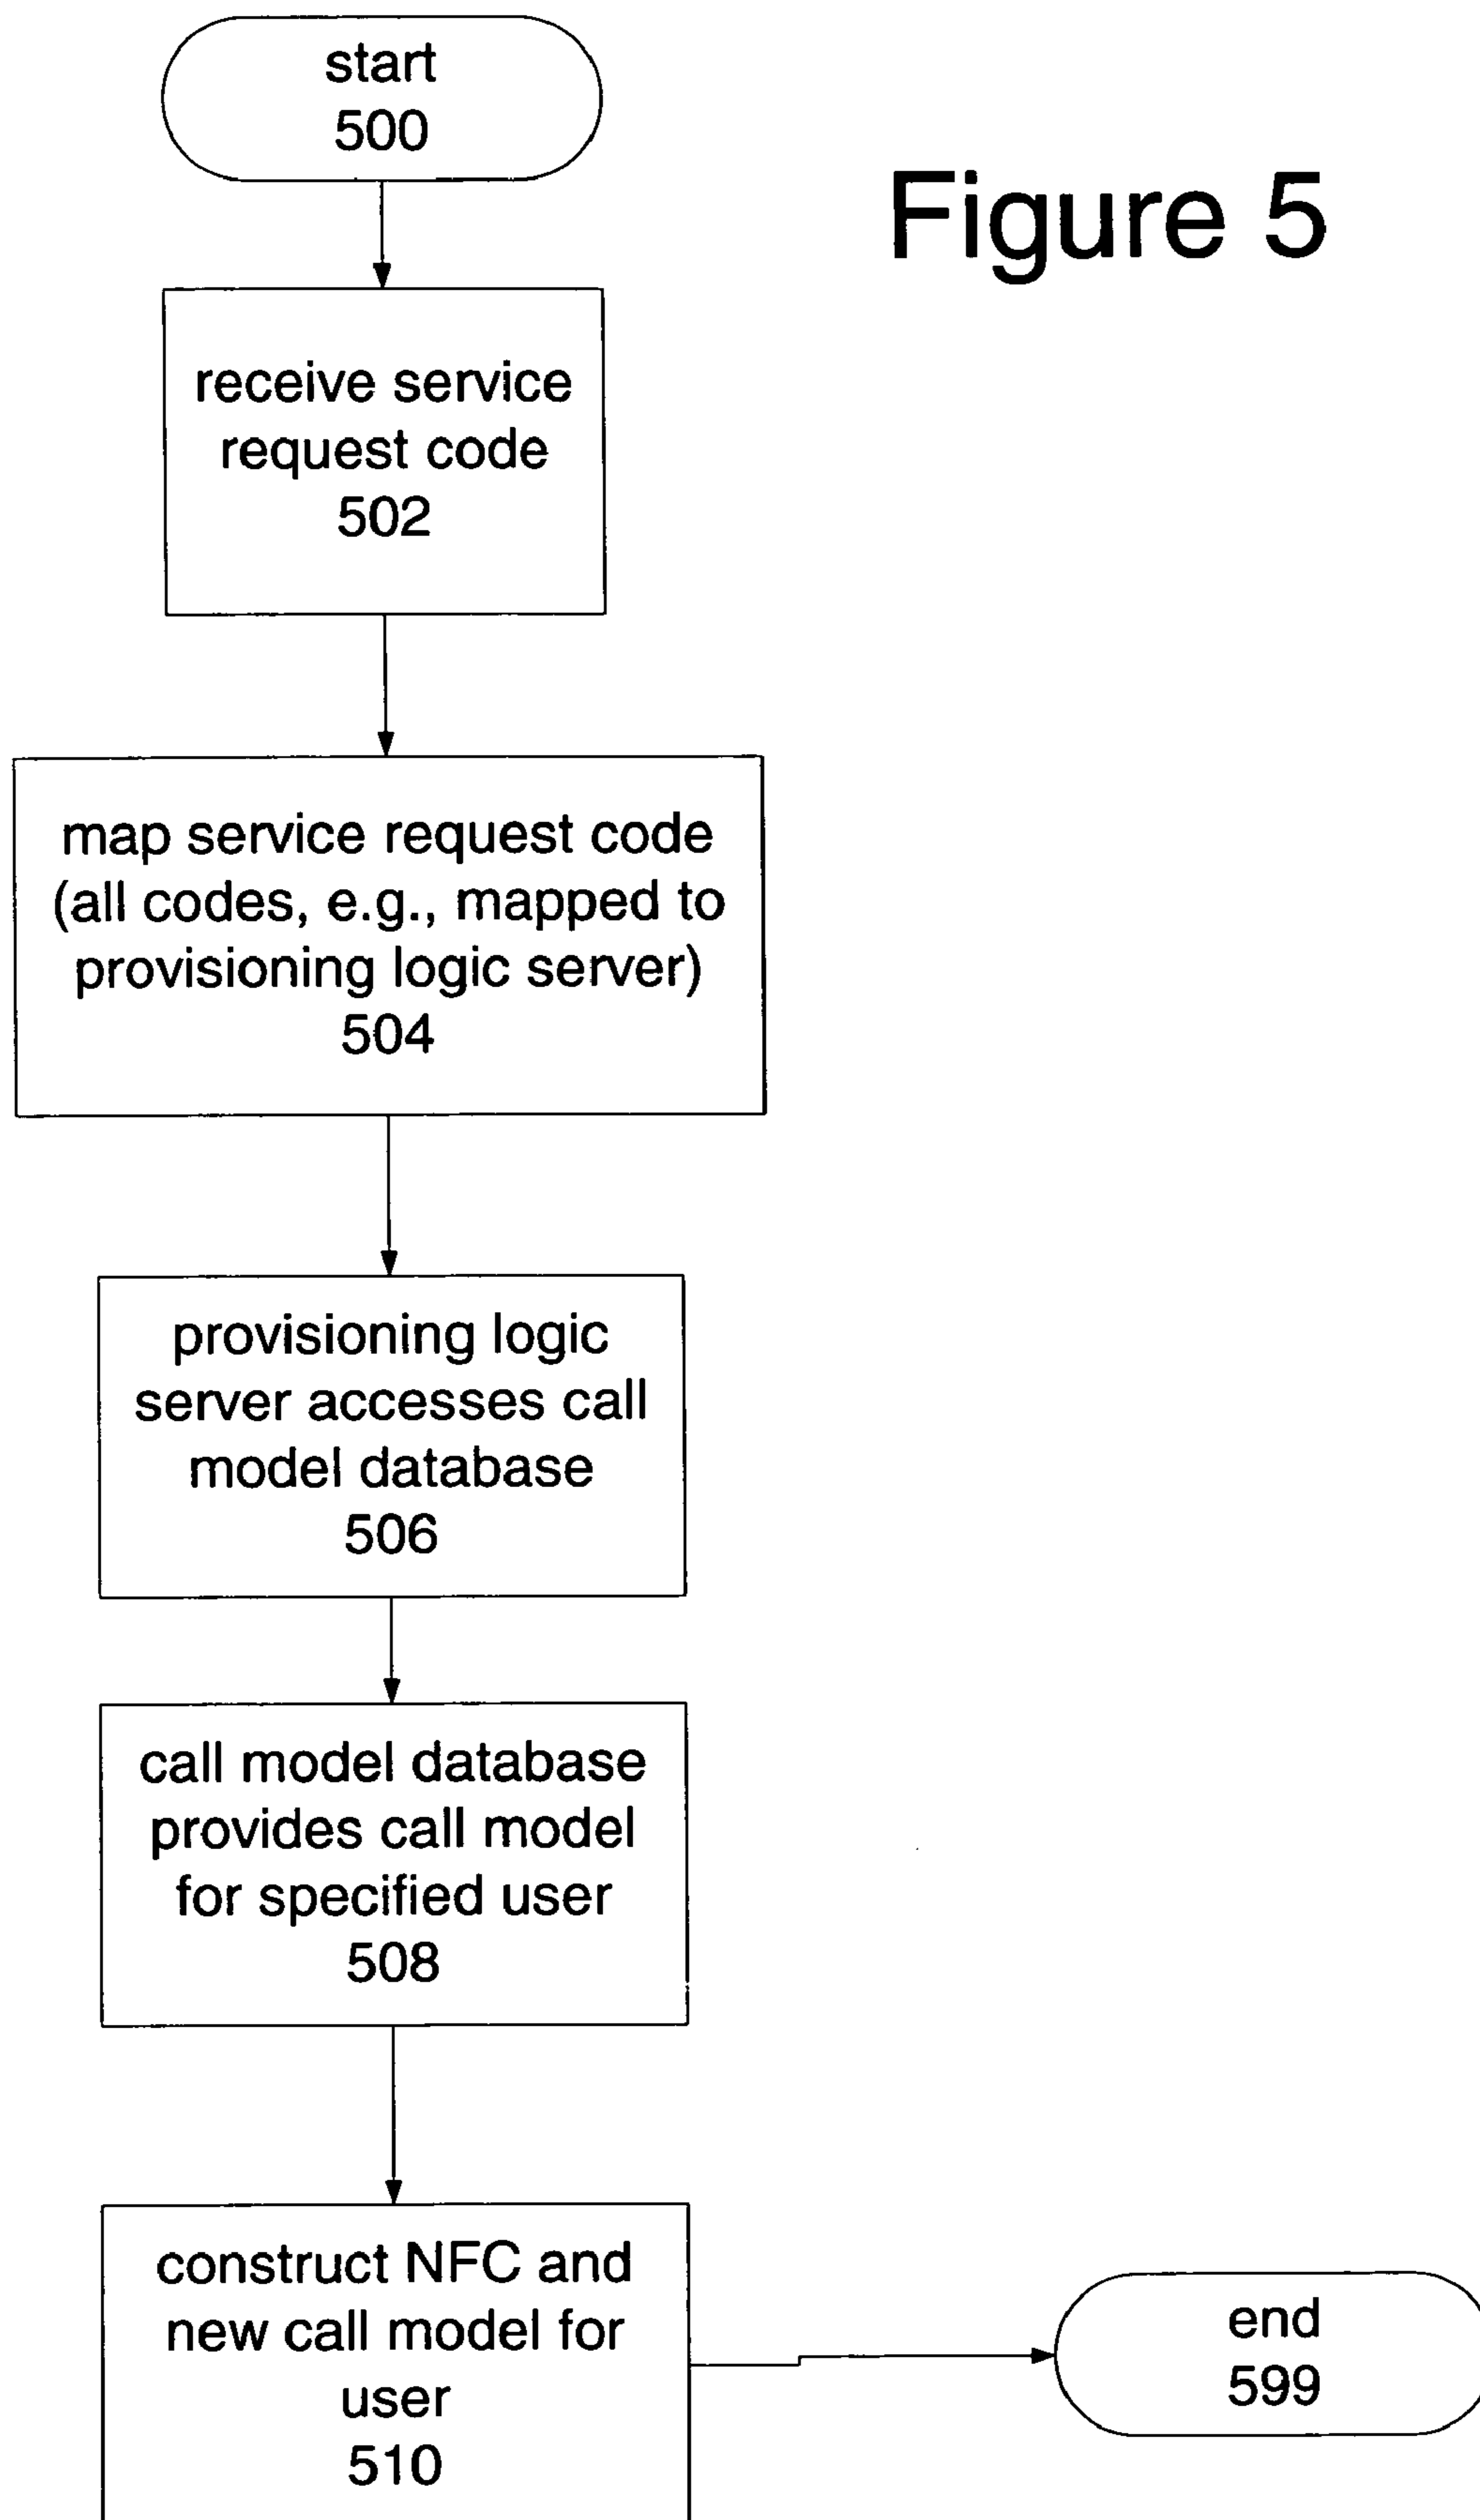 start
500
Figure 5
receive service
request code
502
map service request code
(all codes, e.g., mapped to
provisioning logic server)
504
provisioning logic
server accesses call
model database
506
call model database
provides call model
for specified user
508
construct NFC and
new call model for
user
510
end
599